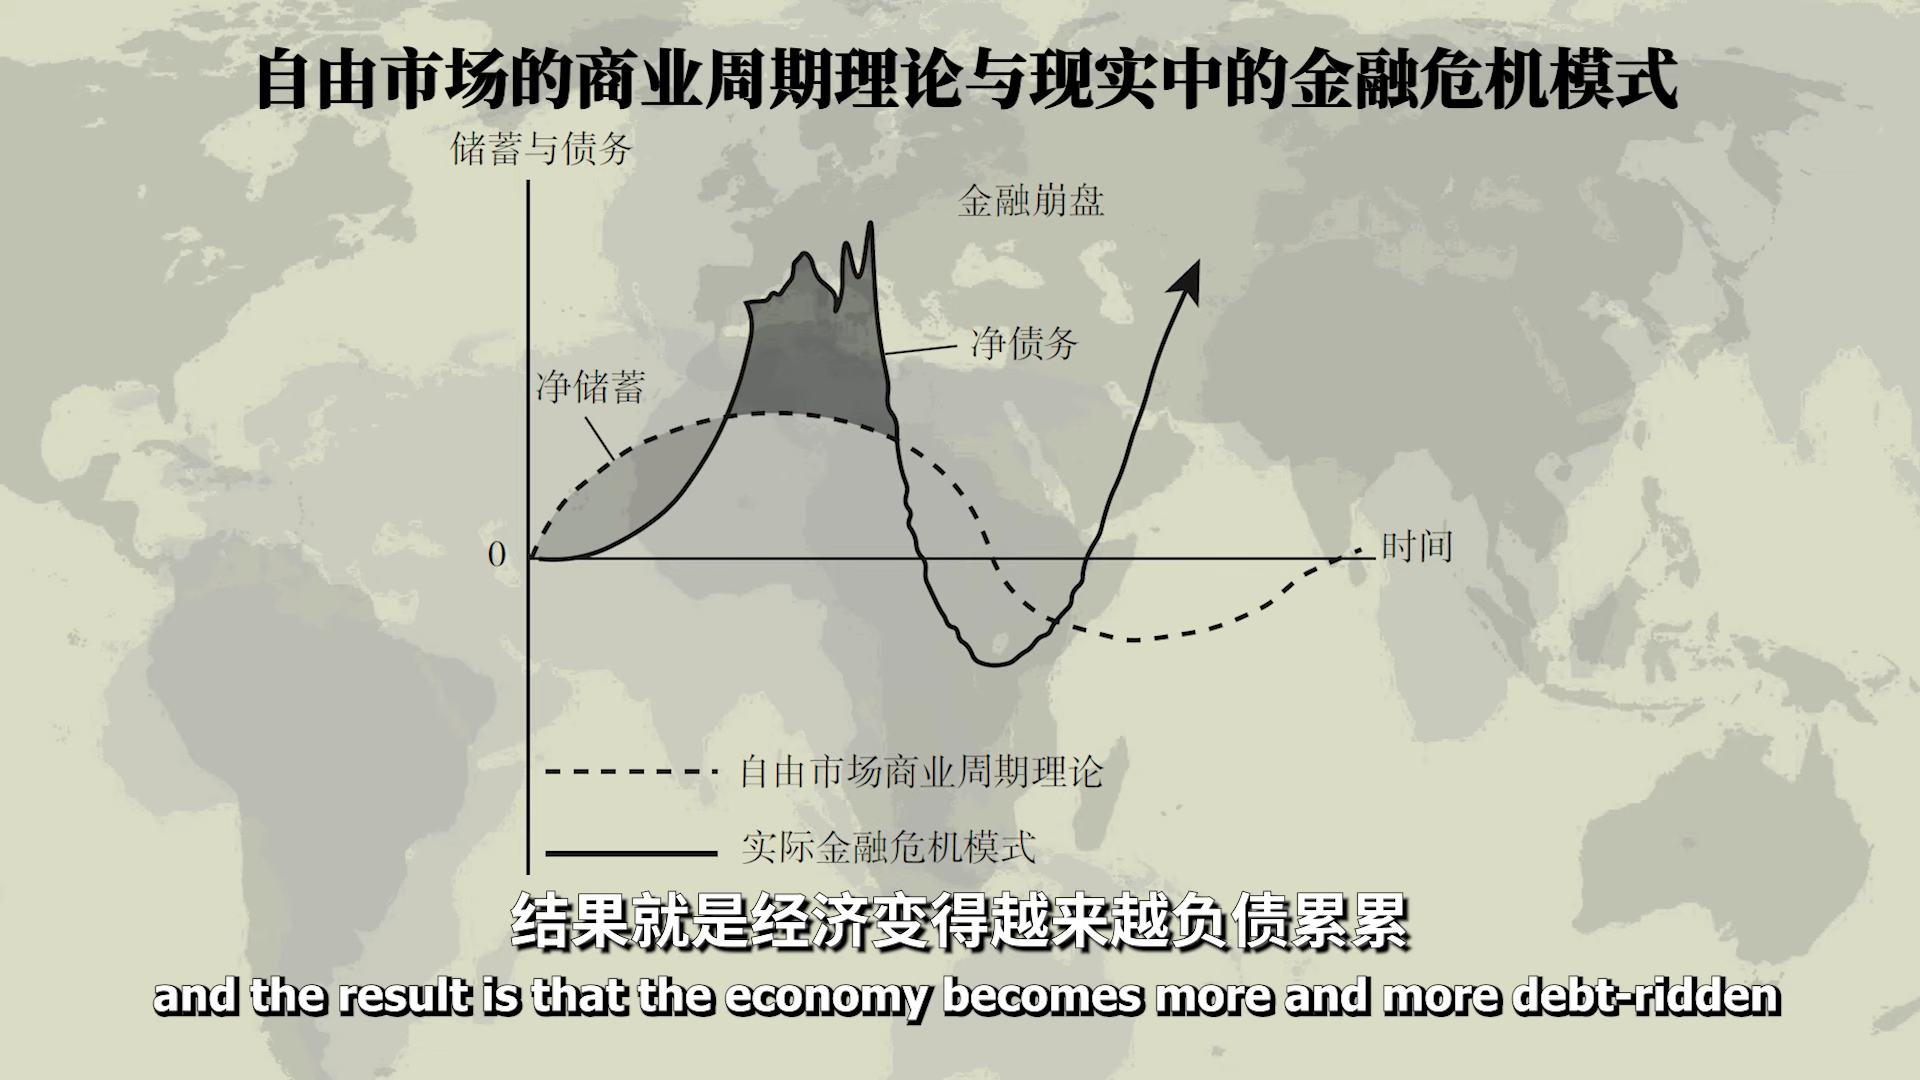 自由市场的商业周期理论与现实中的金融危机模式
储蓄与债务
金融崩盘
净债务
净储蓄
0
时间
自由市场商业周期理论
实际金融危机模式
结果就是经济变得越来越负债累累
and the result is that the economy becomes more and more debt-ridden